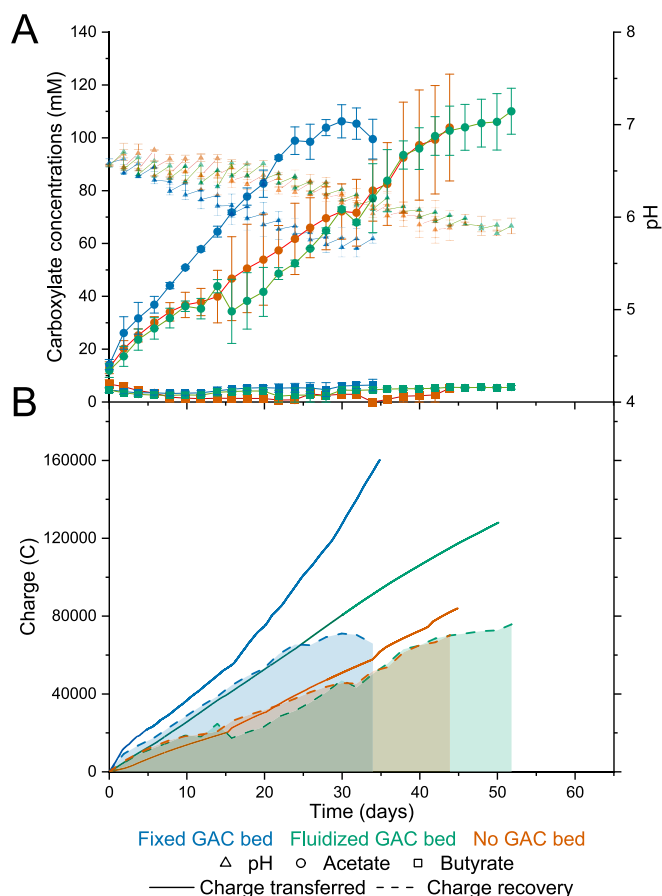 A
140
120
100
80
60
40
20
0
Carboxylate concentrations (mM)
8
7
6
5
4
pH
B
160000
120000
80000
40000
0
Charge (C)
0 10 20 30 40 50 60
Time (days)
Fixed GAC bed Fluidized GAC bed No GAC bed
pH Acetate Butyrate
Charge transferred Charge recovery